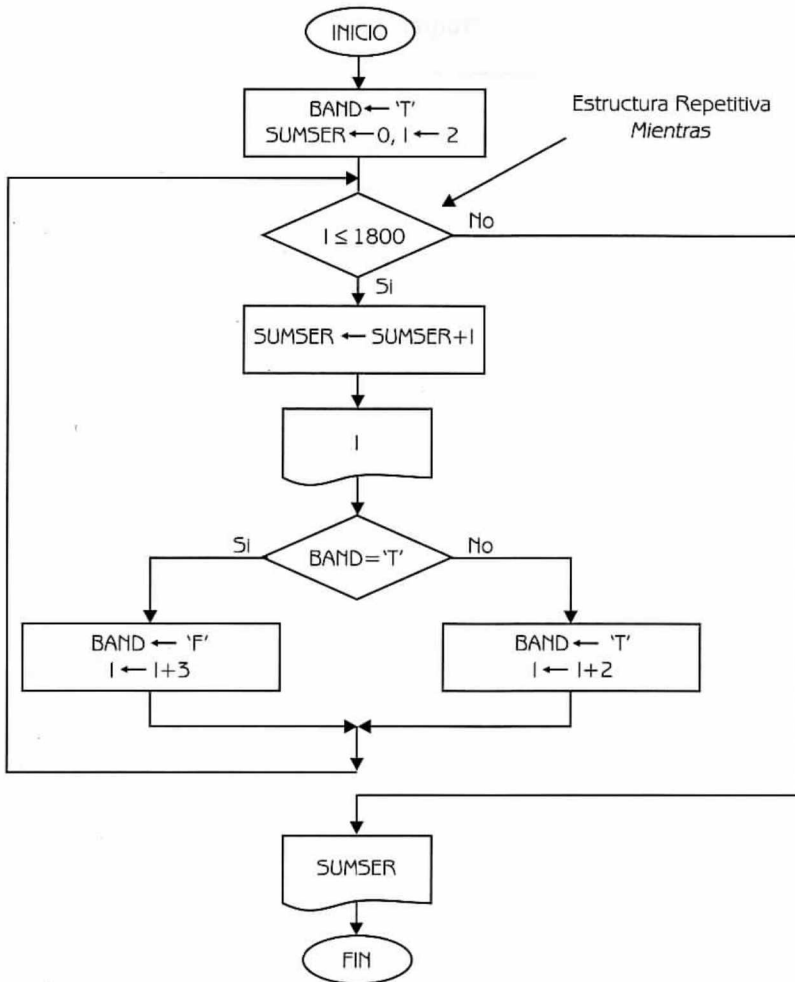 INICIO
BAND ← 'T'
SUMSER ← 0, I ← 2
Estructura Repetitiva
Mientras
I ≤ 1800
No
Si
SUMSER ← SUMSER+I
I
Si
BAND='T'
No
BAND ← 'F'
I ← I+3
BAND ← 'T'
I ← I+2
SUMSER
FIN